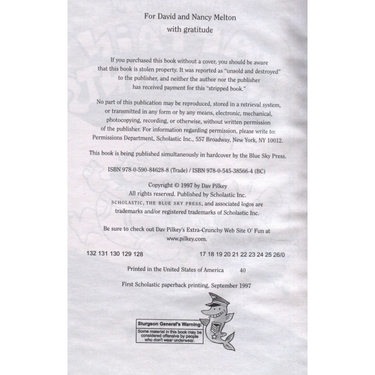 For David and Nancy Melton
with gratitude
If you purchased this book without a cover, you should be aware
that this book is stolen property. It was reported as "unsold and destroyed"
to the publisher, and neither the author nor the publisher
has received payment for this "stripped book."
No part of this publication may be reproduced, stored in a retrieval system,
or transmitted in any form or by any means, electronic, mechanical,
photocopying, recording, or otherwise, without written permission
of the publisher. For information regarding permission, please write to:
Permissions Department, Scholastic Inc., 557 Broadway, New York, NY 10012.
This book is being published simultaneously in hardcover by the Blue Sky Press.
ISBN 978-0-590-84628-8 (Trade) / ISBN 978-0-545-38566-4 (BC)
Copyright © 1997 by Dav Pilkey
All rights reserved. Published by Scholastic Inc.
SCHOLASTIC, THE BLUE SKY PRESS, and associated logos are
trademarks and/or registered trademarks of Scholastic Inc.
Be sure to check out Dav Pilkey's Extra-Crunchy Web Site O' Fun at
www.pilkey.com.
132 131 130 129 128 17 18 19 20 21 22 23 24 25 26/0
Printed in the United States of America 40
First Scholastic paperback printing, September 1997
Sturgeon General's Warning:
Some material in this book may be
considered offensive by people
who don't wear underwear.